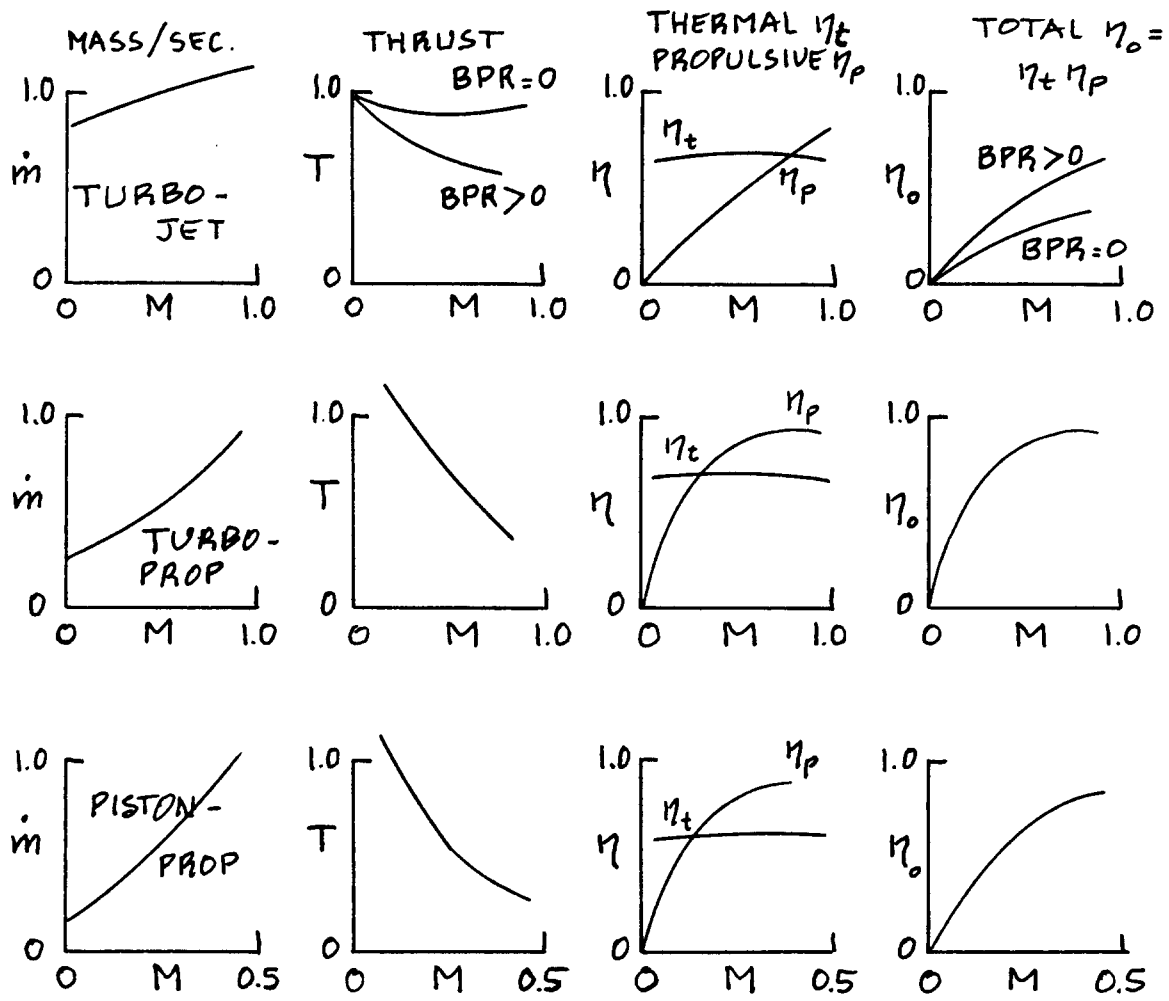 MASS/SEC.
THRUST
THERMAL ηt
PROPULSIVE ηp
TOTAL ηo =
ηt ηp
1.0
ṁ
TURBO-
JET
0
0 M 1.0
1.0
BPR=0
T
BPR>0
0
0 M 1.0
1.0
ηt
η
ηp
0
0 M 1.0
1.0
BPR>0
ηo
BPR=0
0
0 M 1.0
1.0
ṁ
TURBO-
PROP
0
0 M 1.0
1.0
T
0
0 M 1.0
1.0
ηp
ηt
η
0
0 M 1.0
1.0
ηo
0
0 M 1.0
1.0
PISTON-
ṁ
PROP
0
0 M 0.5
1.0
T
0
0 M 0.5
1.0
ηp
ηt
η
0
0 M 0.5
1.0
ηo
0
0 M 0.5